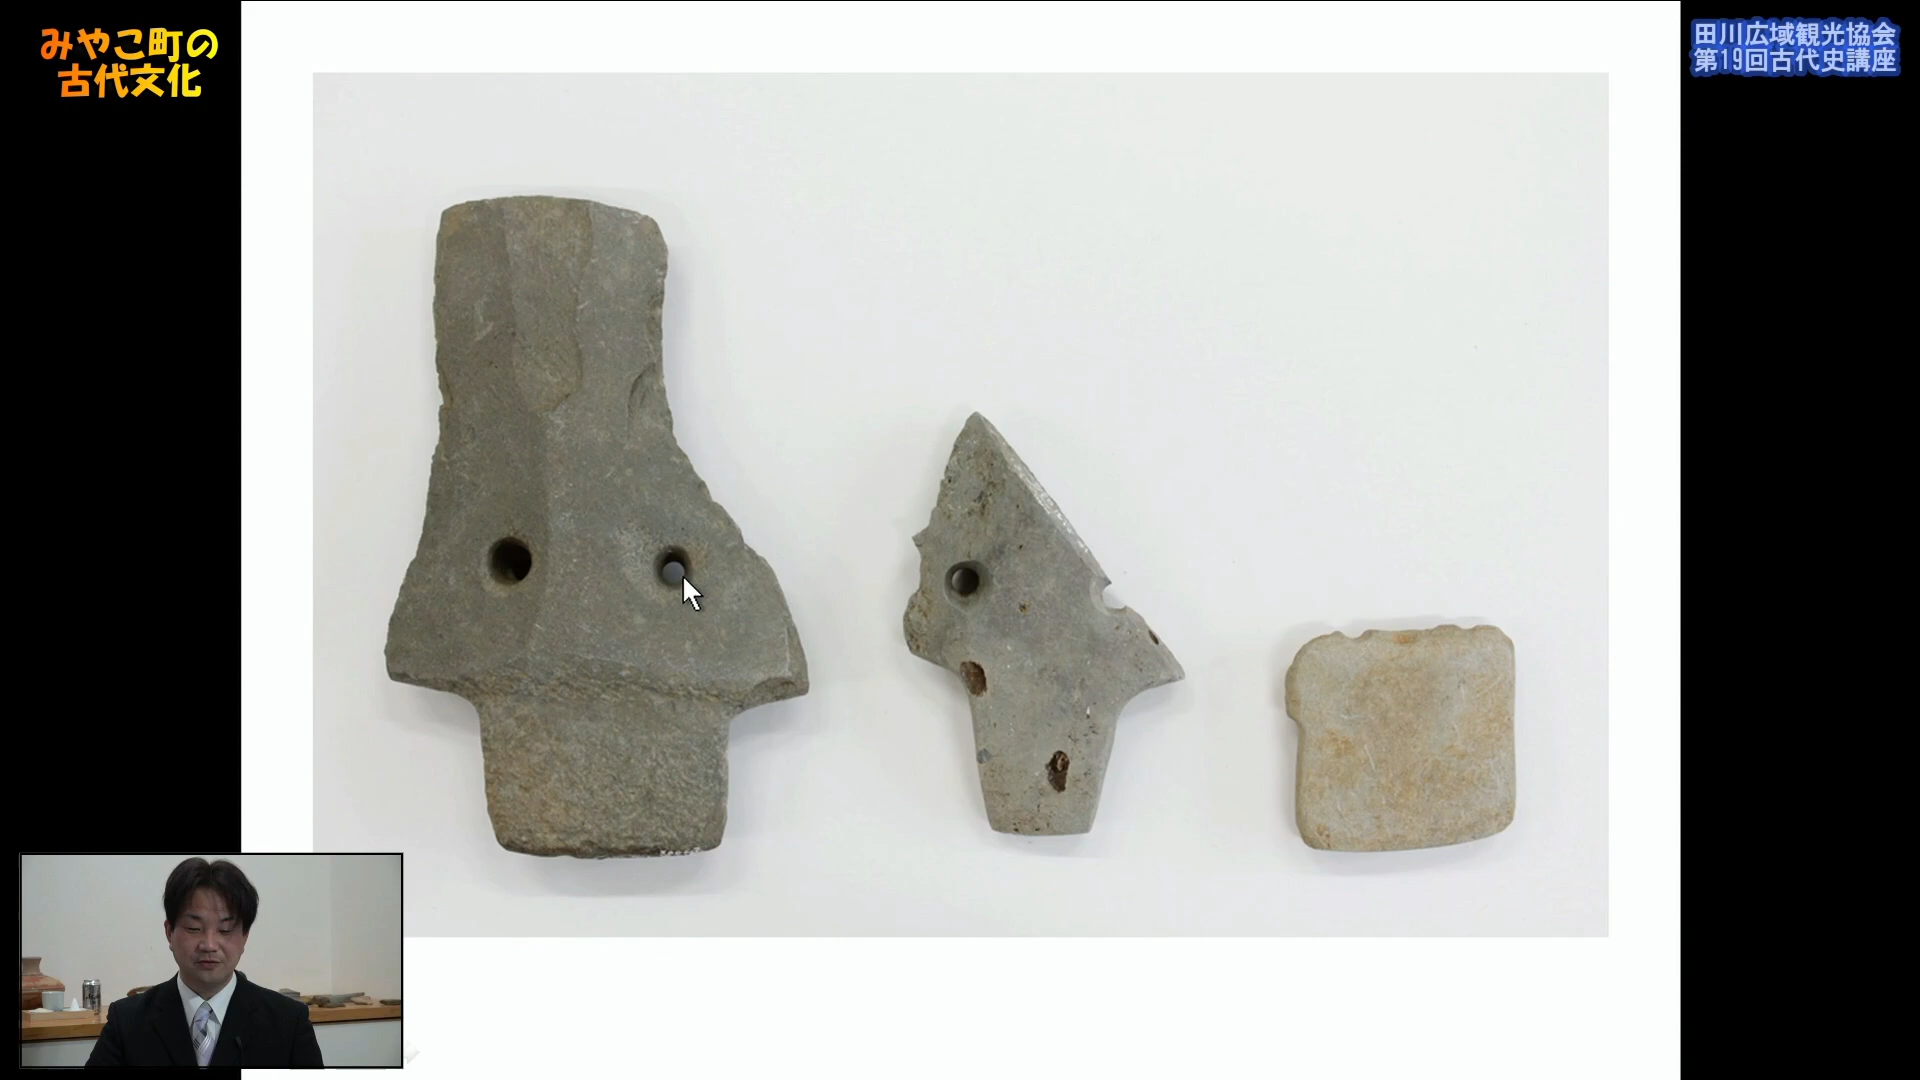 みやこ町の
古代文化
田川広域観光協会
第19回古代史講座